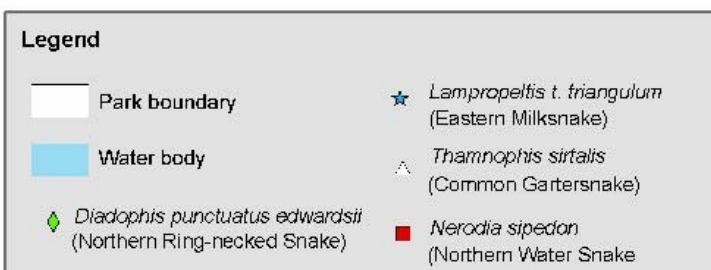 Legend
Park boundary
Water body
Diadophis punctuatus edwardsii
(Northern Ring-necked Snake)
Lampropeltis t. triangulum
(Eastern Milksnake)
Thamnophis sirtalis
(Common Gartersnake)
Nerodia sipedon
(Northern Water Snake